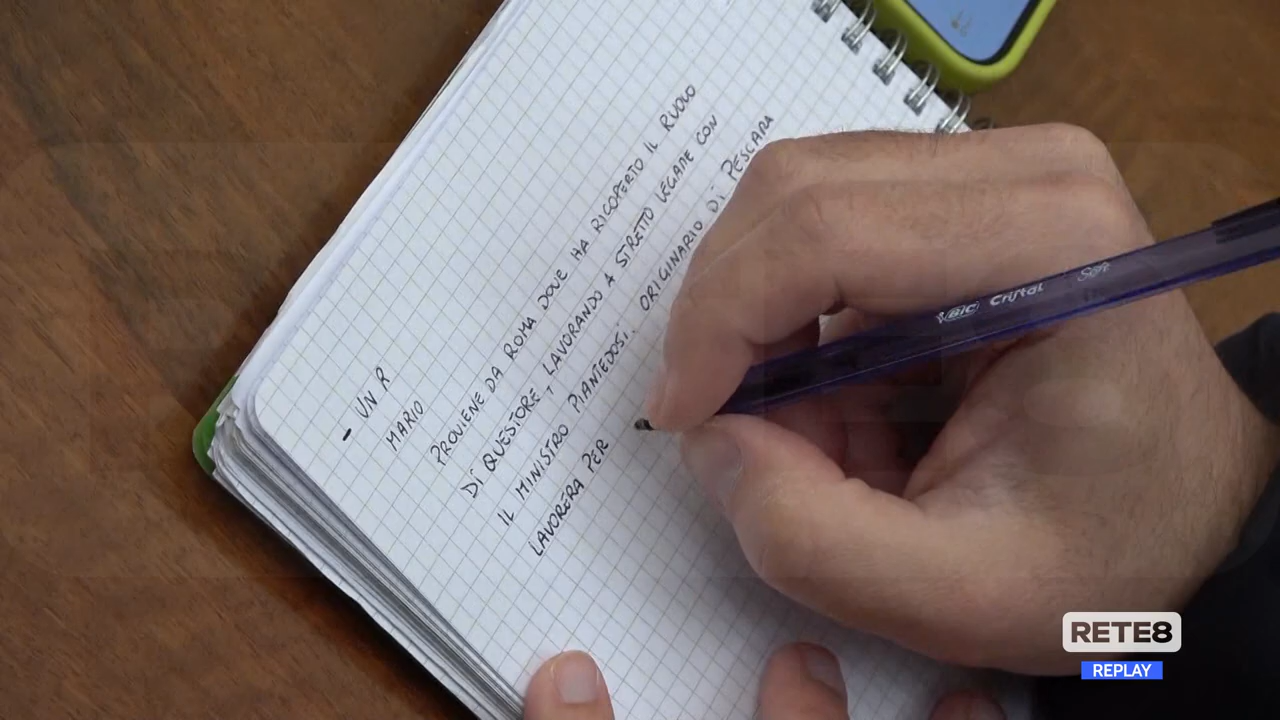 - UN R
MARIO
PROVIENE DA ROMA DOVE HA RICOPERTO IL RUOLO
DI QUESTORE, LAVORANDO A STRETTO LEGAME CON
IL MINISTRO PIANTEDOSI. ORIGINARIO DI PESCARA
LAVORERÀ PER
BIC Cristal Soft
RETE8
REPLAY